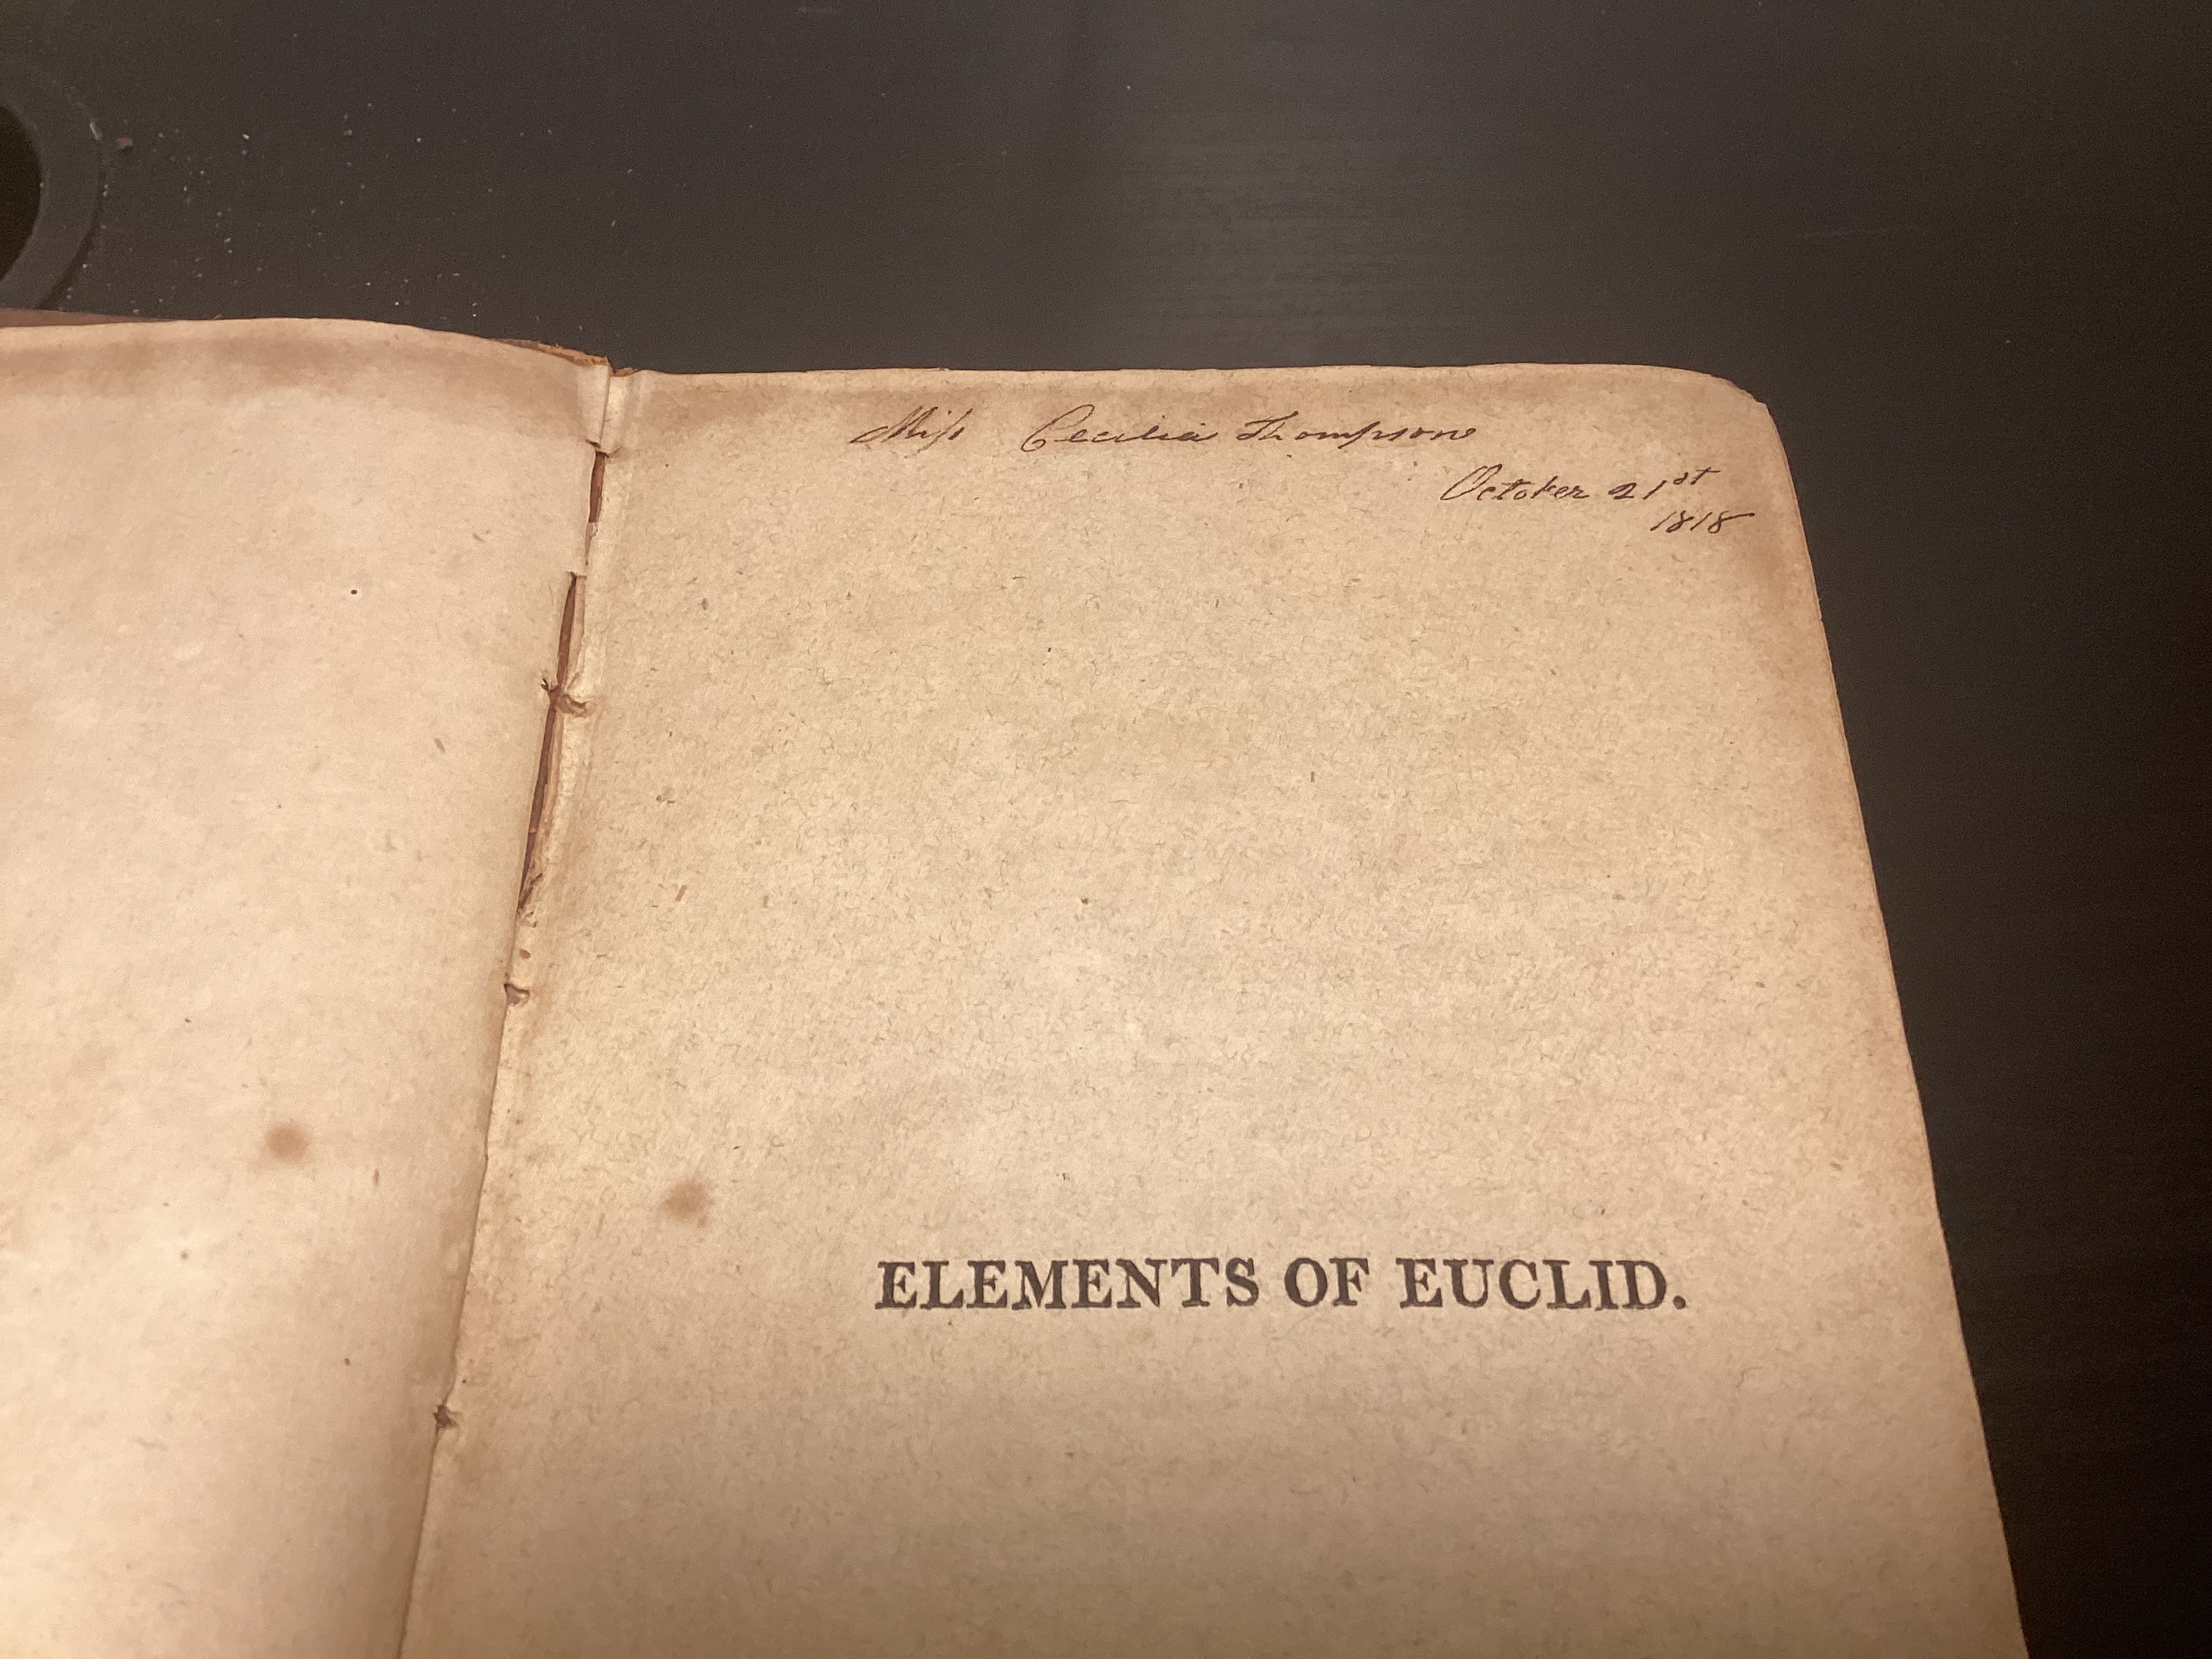 Miſs Cecilia Thompson
October 21st
1818
ELEMENTS OF EUCLID.